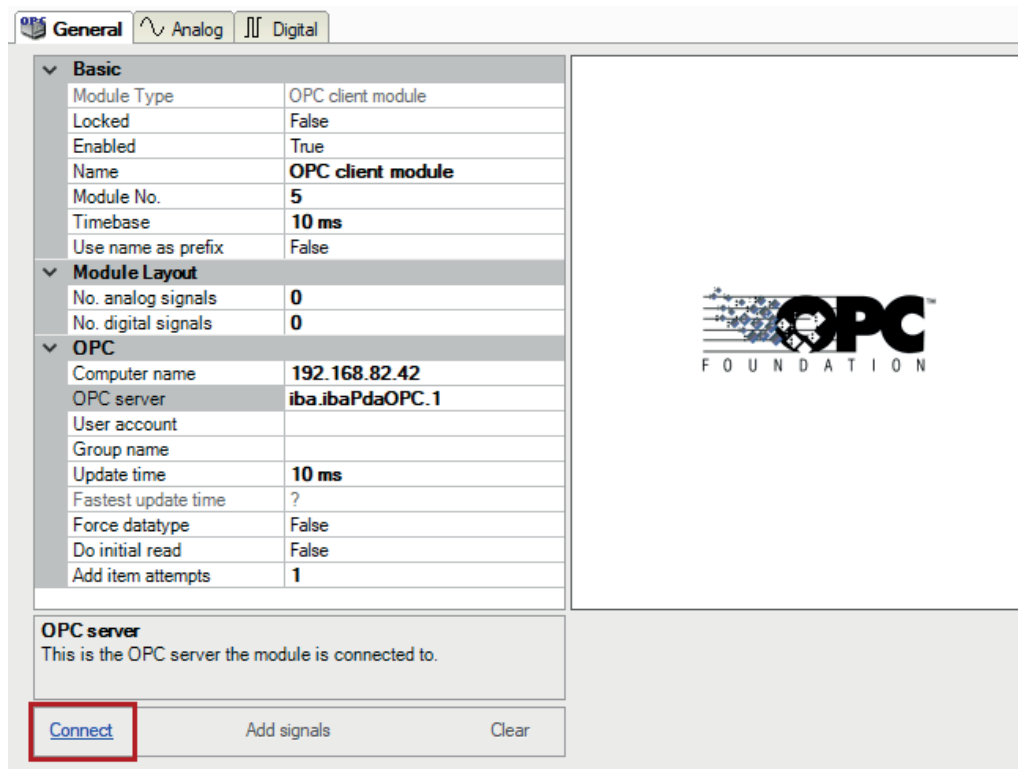 OPC General Analog Digital
Basic
Module Type OPC client module
Locked False
Enabled True
Name OPC client module
Module No. 5
Timebase 10 ms
Use name as prefix False
Module Layout
No. analog signals 0
No. digital signals 0
OPC
Computer name 192.168.82.42
OPC server iba.ibaPdaOPC.1
User account
Group name
Update time 10 ms
Fastest update time ?
Force datatype False
Do initial read False
Add item attempts 1
OPC™
FOUNDATION
OPC server
This is the OPC server the module is connected to.
Connect Add signals Clear